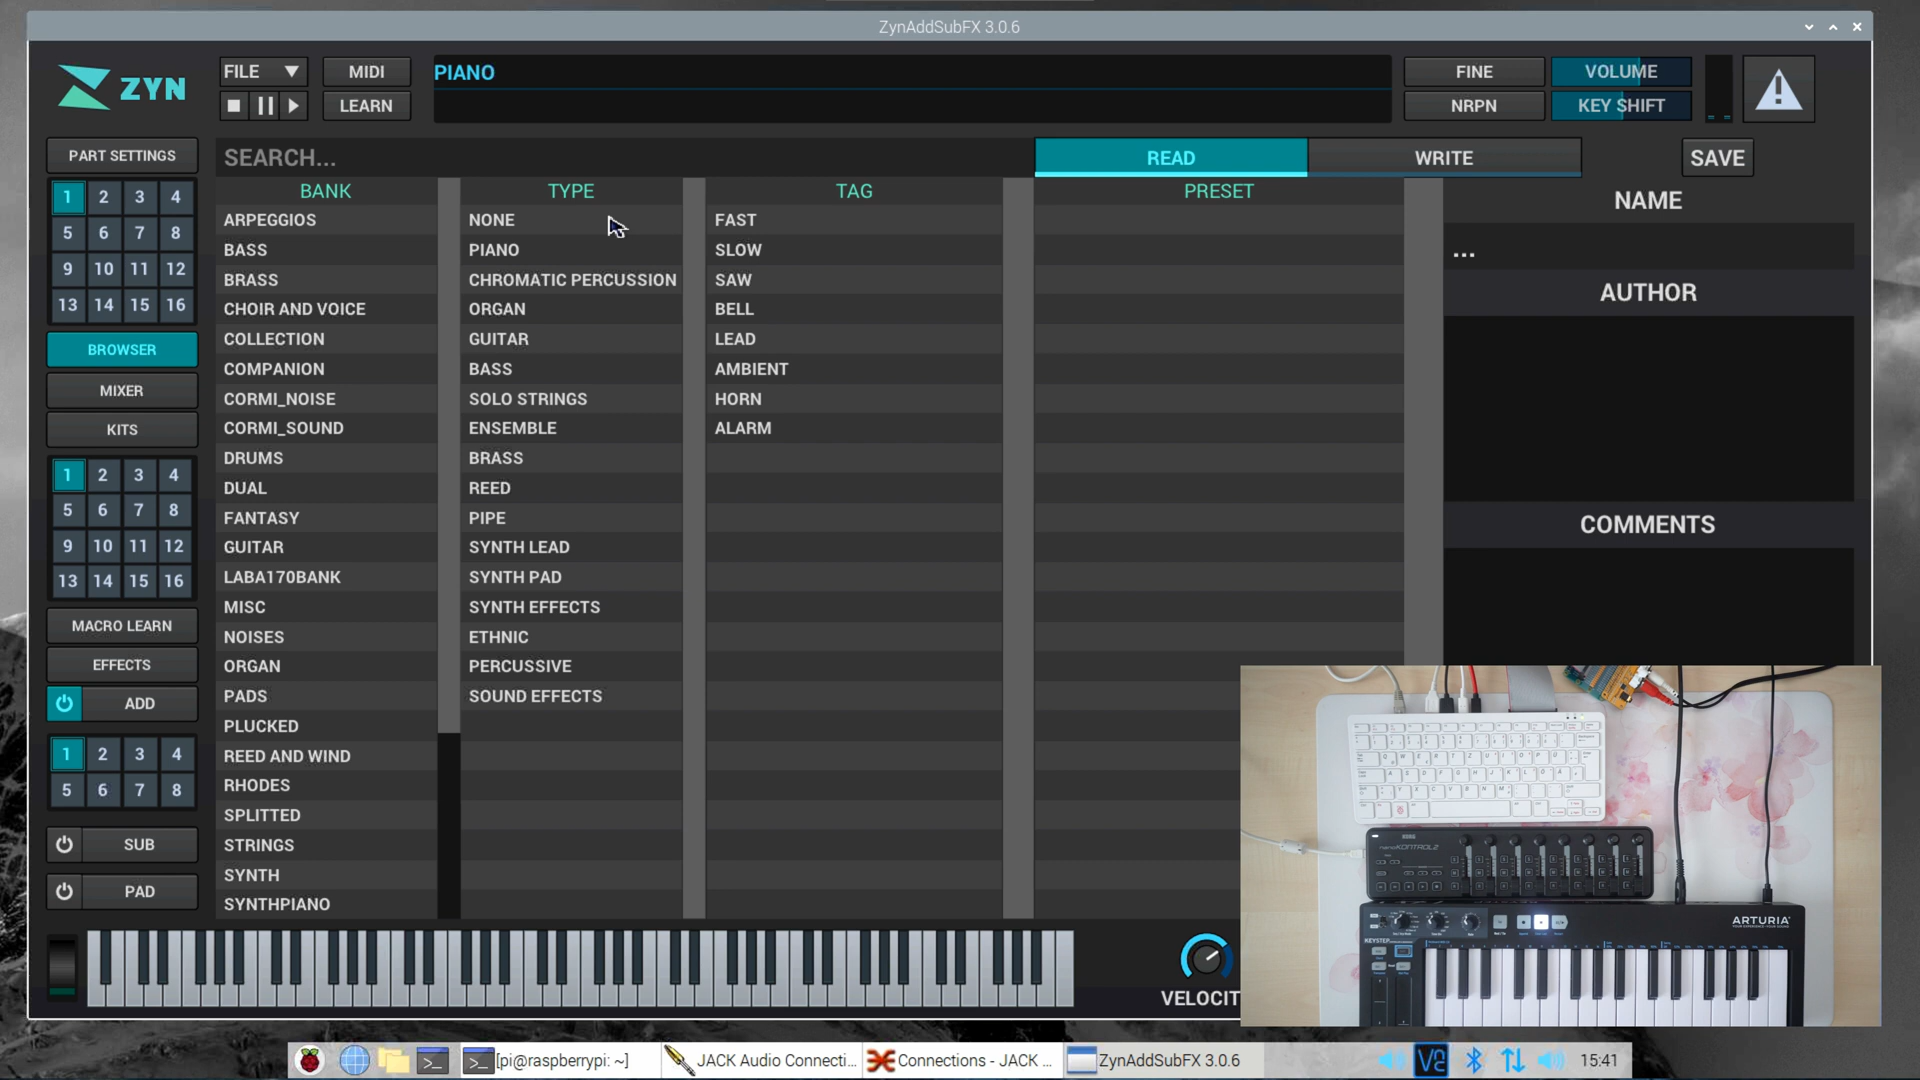 ZynAddSubFX 3.0.6
ZYN
FILE
MIDI
PIANO
FINE
VOLUME
LEARN
NRPN
KEY SHIFT
PART SETTINGS
SEARCH...
READ
WRITE
SAVE
1 2 3 4
5 6 7 8
9 10 11 12
13 14 15 16
BROWSER
MIXER
KITS
1 2 3 4
5 6 7 8
9 10 11 12
13 14 15 16
MACRO LEARN
EFFECTS
ADD
1 2 3 4
5 6 7 8
SUB
PAD
BANK
ARPEGGIOS
BASS
BRASS
CHOIR AND VOICE
COLLECTION
COMPANION
CORMI_NOISE
CORMI_SOUND
DRUMS
DUAL
FANTASY
GUITAR
LABA170BANK
MISC
NOISES
ORGAN
PADS
PLUCKED
REED AND WIND
RHODES
SPLITTED
STRINGS
SYNTH
SYNTHPIANO
TYPE
NONE
PIANO
CHROMATIC PERCUSSION
ORGAN
GUITAR
BASS
SOLO STRINGS
ENSEMBLE
BRASS
REED
PIPE
SYNTH LEAD
SYNTH PAD
SYNTH EFFECTS
ETHNIC
PERCUSSIVE
SOUND EFFECTS
TAG
FAST
SLOW
SAW
BELL
LEAD
AMBIENT
HORN
ALARM
PRESET
NAME
...
AUTHOR
COMMENTS
VELOCIT
KORG
nanoKONTROL2
ARTURIA
KEYSTEP
[pi@raspberrypi: ~]
JACK Audio Connecti...
Connections - JACK ...
ZynAddSubFX 3.0.6
15:41